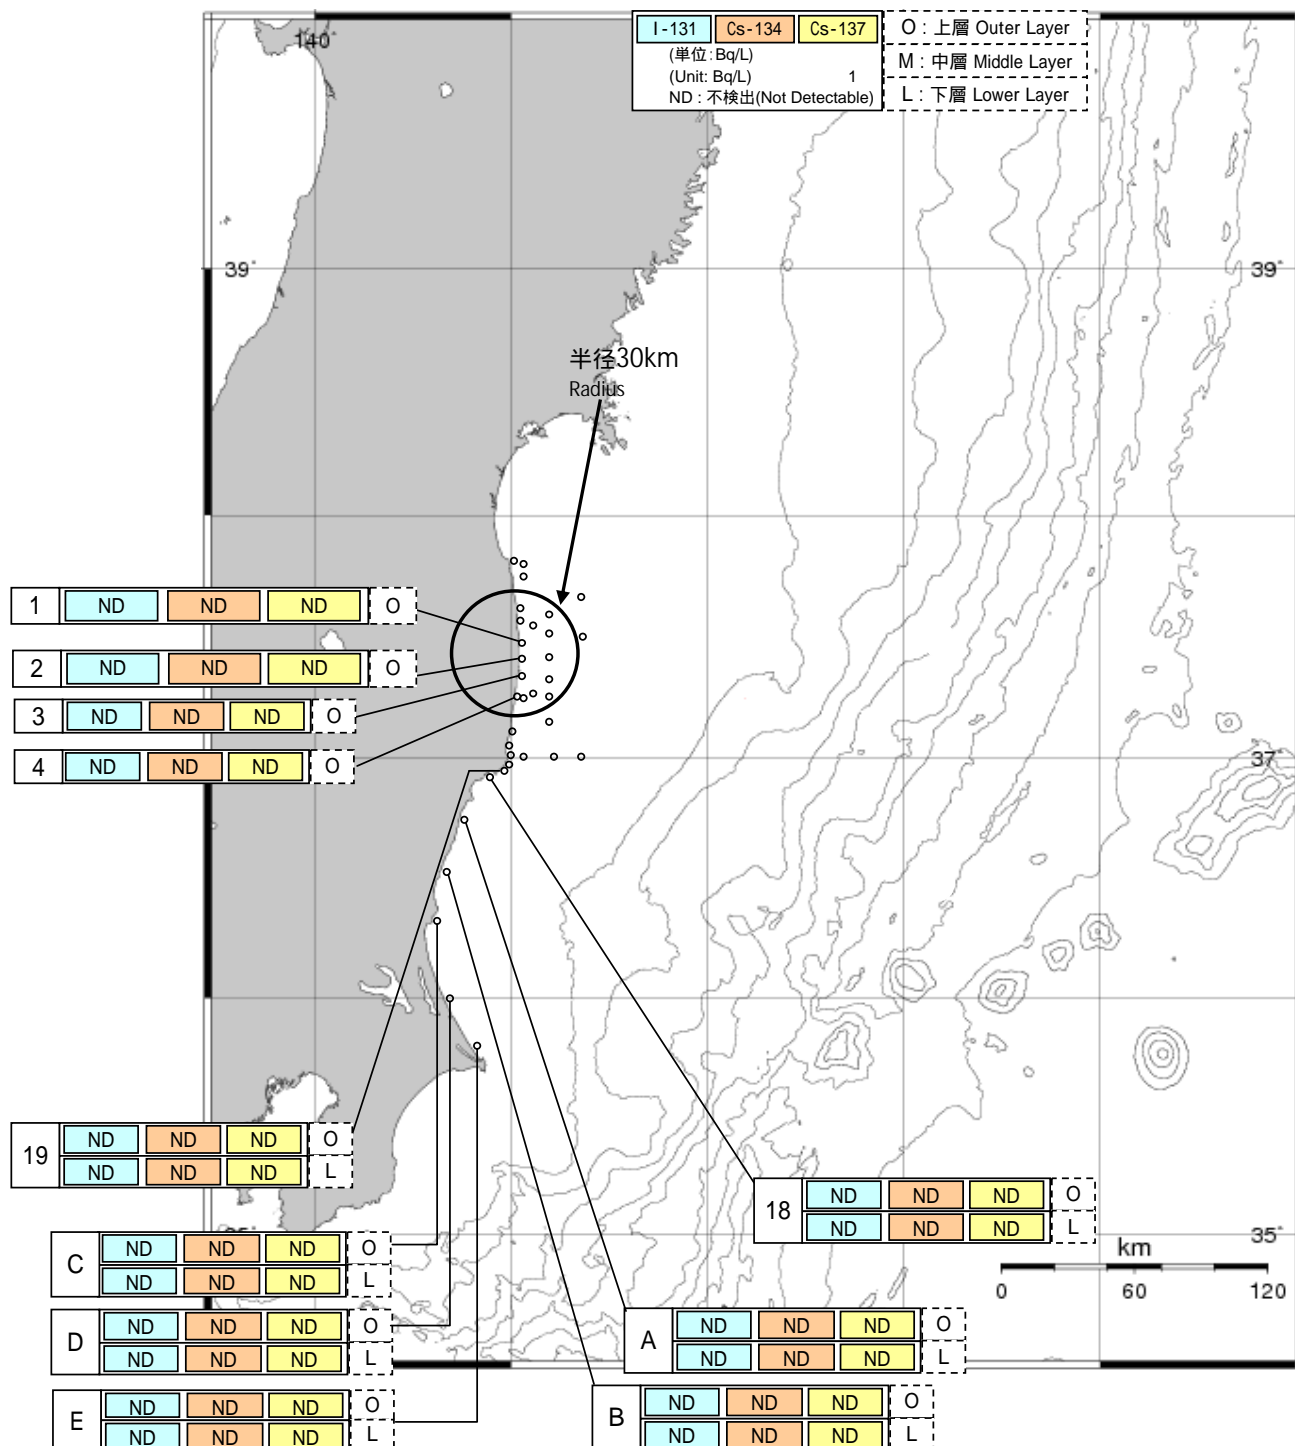 140°
I-131 Cs-134 Cs-137
(単位:Bq/L)
(Unit: Bq/L) 1
ND : 不検出(Not Detectable)
O : 上層 Outer Layer
M : 中層 Middle Layer
L : 下層 Lower Layer
39° 39°
半径30km
Radius
1 ND ND ND O
2 ND ND ND O
3 ND ND ND O
4 ND ND ND O
37°
19 ND ND ND O
ND ND ND L
18 ND ND ND O
ND ND ND L
35°
C ND ND ND O
ND ND ND L
km
0 60 120
D ND ND ND O
ND ND ND L
A ND ND ND O
ND ND ND L
E ND ND ND O
ND ND ND L
B ND ND ND O
ND ND ND L